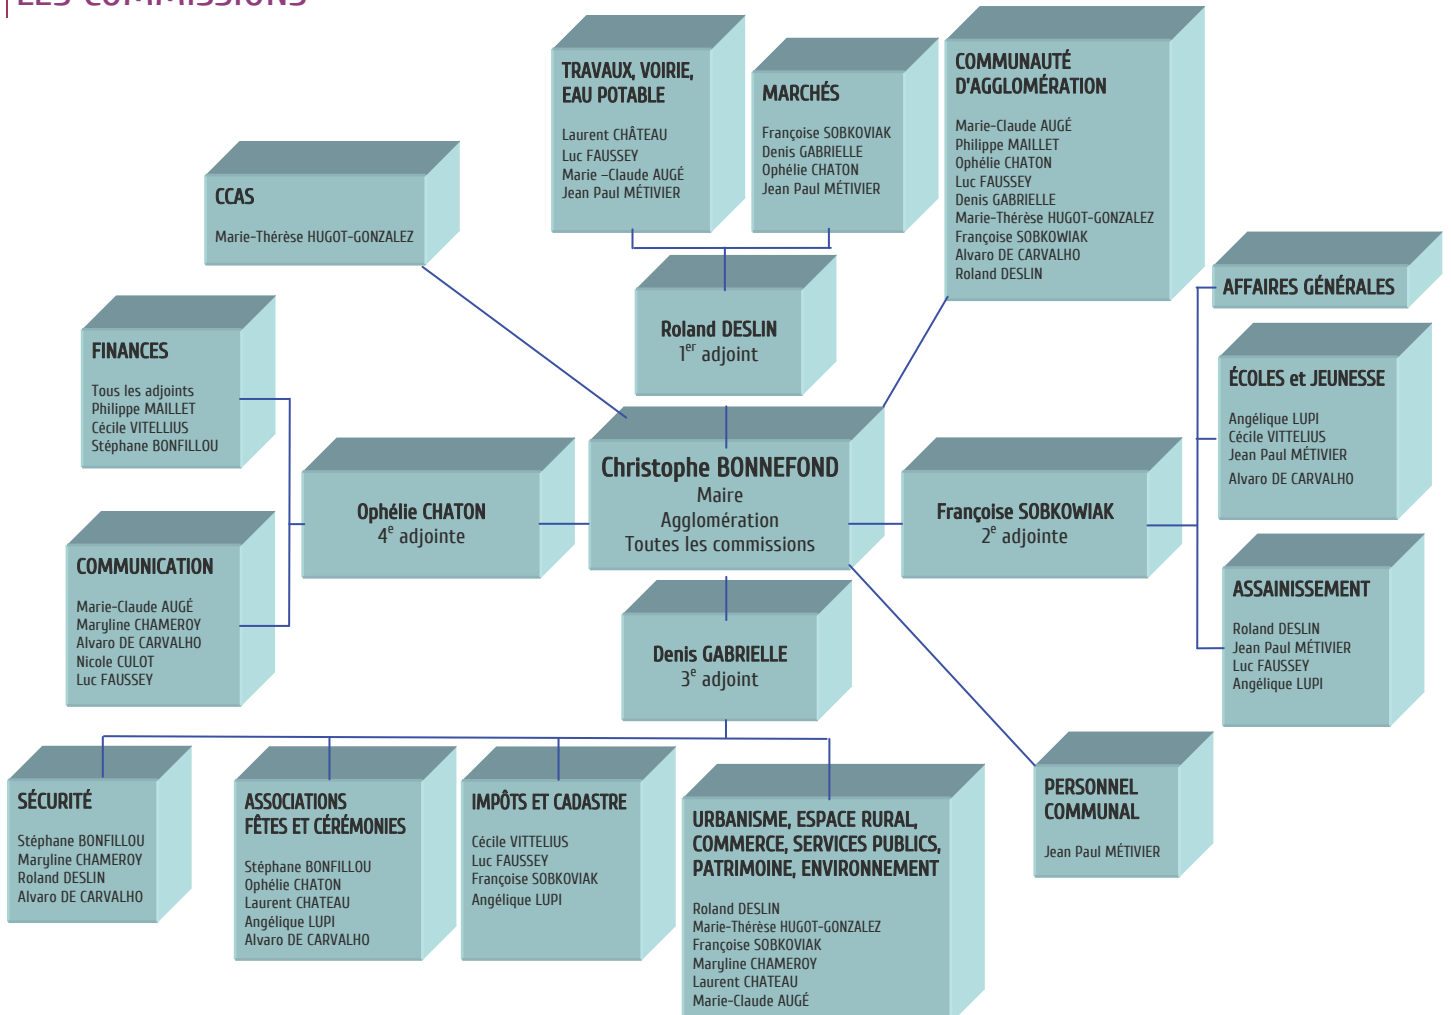 LES COMMISSIONS
TRAVAUX, VOIRIE,
EAU POTABLE
Laurent CHÂTEAU
Luc FAUSSEY
Marie –Claude AUGÉ
Jean Paul MÉTIVIER
MARCHÉS
Françoise SOBKOVIAK
Denis GABRIELLE
Ophélie CHATON
Jean Paul MÉTIVIER
COMMUNAUTÉ
D'AGGLOMÉRATION
Marie-Claude AUGÉ
Philippe MAILLET
Ophélie CHATON
Luc FAUSSEY
Denis GABRIELLE
Marie-Thérèse HUGOT-GONZALEZ
Françoise SOBKOWIAK
Alvaro DE CARVALHO
Roland DESLIN
CCAS
Marie-Thérèse HUGOT-GONZALEZ
AFFAIRES GÉNÉRALES
Roland DESLIN
1er adjoint
FINANCES
Tous les adjoints
Philippe MAILLET
Cécile VITELLIUS
Stéphane BONFILLOU
ÉCOLES et JEUNESSE
Angélique LUPI
Cécile VITTELIUS
Jean Paul MÉTIVIER
Alvaro DE CARVALHO
Ophélie CHATON
4e adjointe
Christophe BONNEFOND
Maire
Agglomération
Toutes les commissions
Françoise SOBKOWIAK
2e adjointe
COMMUNICATION
Marie-Claude AUGÉ
Maryline CHAMEROY
Alvaro DE CARVALHO
Nicole CULOT
Luc FAUSSEY
ASSAINISSEMENT
Roland DESLIN
Jean Paul MÉTIVIER
Luc FAUSSEY
Angélique LUPI
Denis GABRIELLE
3e adjoint
SÉCURITÉ
Stéphane BONFILLOU
Maryline CHAMEROY
Roland DESLIN
Alvaro DE CARVALHO
ASSOCIATIONS
FÊTES ET CÉRÉMONIES
Stéphane BONFILLOU
Ophélie CHATON
Laurent CHATEAU
Angélique LUPI
Alvaro DE CARVALHO
IMPÔTS ET CADASTRE
Cécile VITTELIUS
Luc FAUSSEY
Françoise SOBKOVIAK
Angélique LUPI
URBANISME, ESPACE RURAL,
COMMERCE, SERVICES PUBLICS,
PATRIMOINE, ENVIRONNEMENT
Roland DESLIN
Marie-Thérèse HUGOT-GONZALEZ
Françoise SOBKOVIAK
Maryline CHAMEROY
Laurent CHATEAU
Marie-Claude AUGÉ
PERSONNEL
COMMUNAL
Jean Paul MÉTIVIER